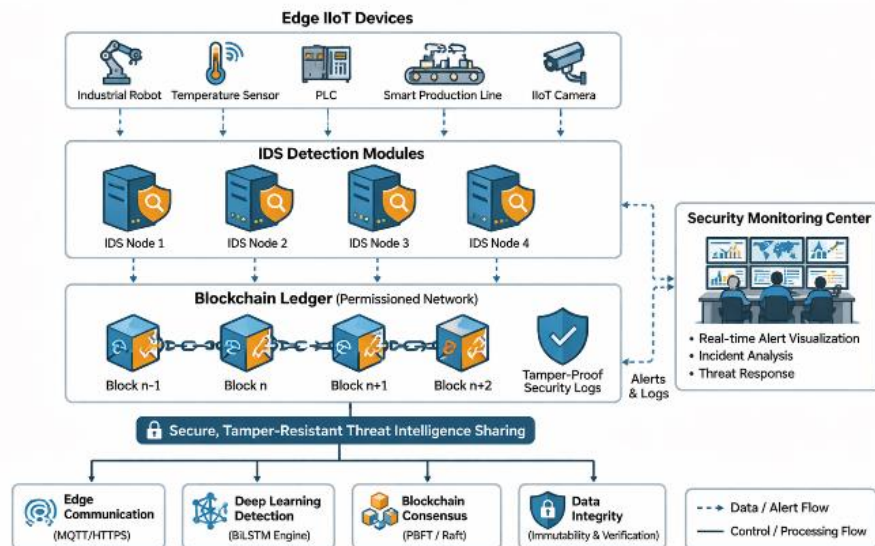 Edge IIoT Devices
Industrial Robot
Temperature Sensor
PLC
Smart Production Line
IIoT Camera
IDS Detection Modules
IDS Node 1
IDS Node 2
IDS Node 3
IDS Node 4
Security Monitoring Center
• Real-time Alert Visualization
• Incident Analysis
• Threat Response
Blockchain Ledger (Permissioned Network)
Block n-1
Block n
Block n+1
Block n+2
Tamper-Proof
Security Logs
Alerts
& Logs
Secure, Tamper-Resistant Threat Intelligence Sharing
Edge
Communication
(MQTT/HTTPS)
Deep Learning
Detection
(BiLSTM Engine)
Blockchain
Consensus
(PBFT / Raft)
Data
Integrity
(Immutability & Verification)
Data / Alert Flow
Control / Processing Flow